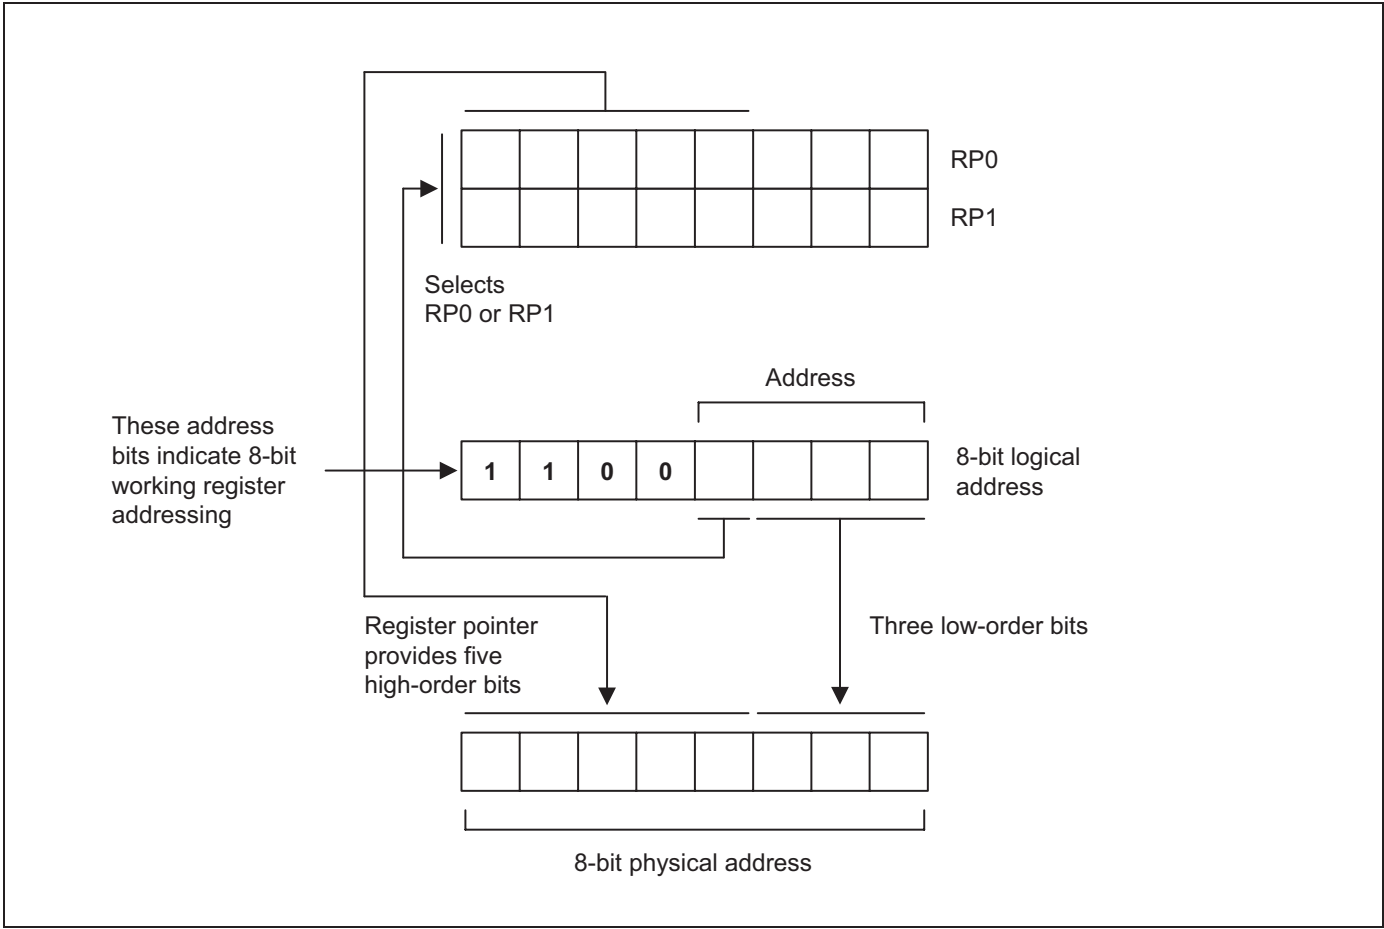 RP0
RP1
Selects
RP0 or RP1
Address
These address
bits indicate 8-bit
working register
addressing
1 1 0 0
8-bit logical
address
Register pointer
provides five
high-order bits
Three low-order bits
8-bit physical address